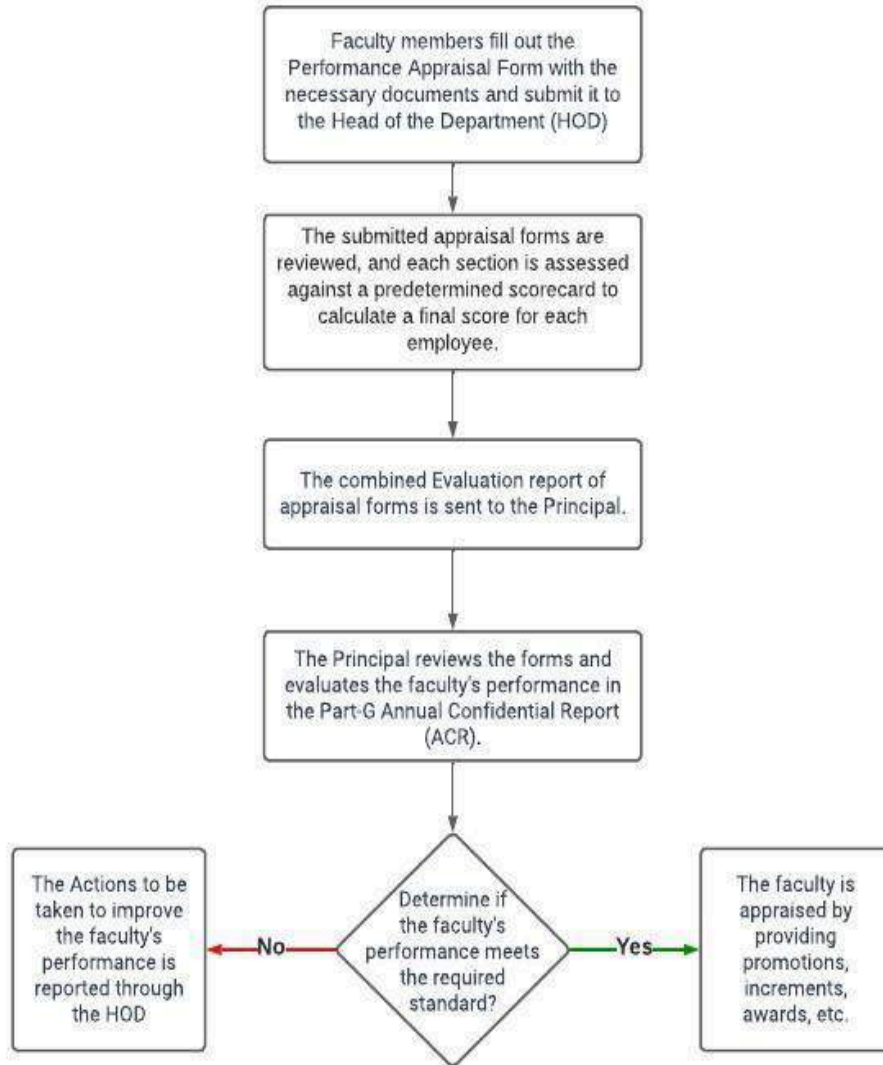 Faculty members fill out the
Performance Appraisal Form with the
necessary documents and submit it to
the Head of the Department (HOD)
The submitted appraisal forms are
reviewed, and each section is assessed
against a predetermined scorecard to
calculate a final score for each
employee.
The combined Evaluation report of
appraisal forms is sent to the Principal.
The Principal reviews the forms and
evaluates the faculty's performance in
the Part-G Annual Confidential Report
(ACR).
Determine if
the faculty's
performance meets
the required
standard?
No
The Actions to be
taken to improve
the faculty's
performance is
reported through
the HOD
Yes
The faculty is
appraised by
providing
promotions,
increments,
awards, etc.